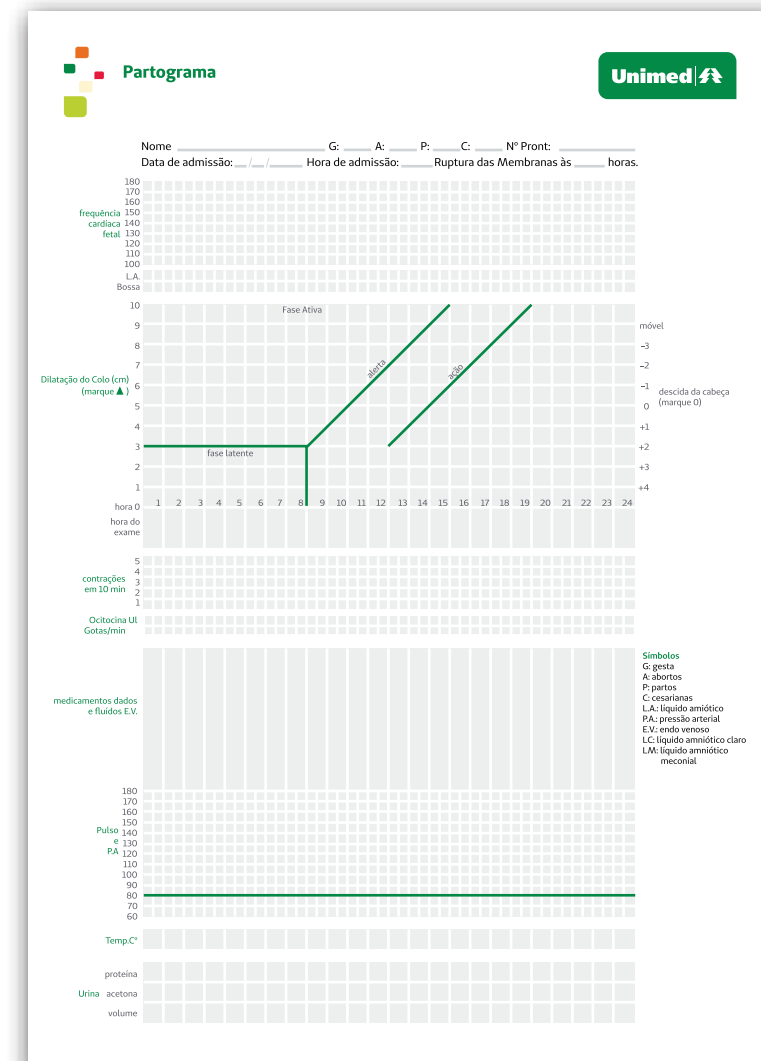 Partograma
Unimed
Nome G: A: P: C: Nº Pront:
Data de admissão: / / Hora de admissão: Ruptura das Membranas às horas.
frequência
cardíaca
fetal
180
170
160
150
140
130
120
110
100
L.A.
Bossa
Fase Ativa
alerta
ação
fase latente
Dilatação do Colo (cm)
(marque ▲ )
10
9
8
7
6
5
4
3
2
1
móvel
−3
−2
−1
0
+1
+2
+3
+4
descida da cabeça
(marque 0)
hora 0 1 2 3 4 5 6 7 8 9 10 11 12 13 14 15 16 17 18 19 20 21 22 23 24
hora do
exame
contrações
em 10 min
5
4
3
2
1
Ocitocina UI
Gotas/min
medicamentos dados
e fluídos E.V.
Símbolos
G: gesta
A: abortos
P: partos
C: cesarianas
L.A.: líquido amiótico
P.A.: pressão arterial
E.V.: endo venoso
LC: líquido amniótico claro
LM: líquido amniótico
meconial
Pulso
e
P.A
180
170
160
150
140
130
120
110
100
90
80
70
60
Temp.C°
Urina
proteína
acetona
volume